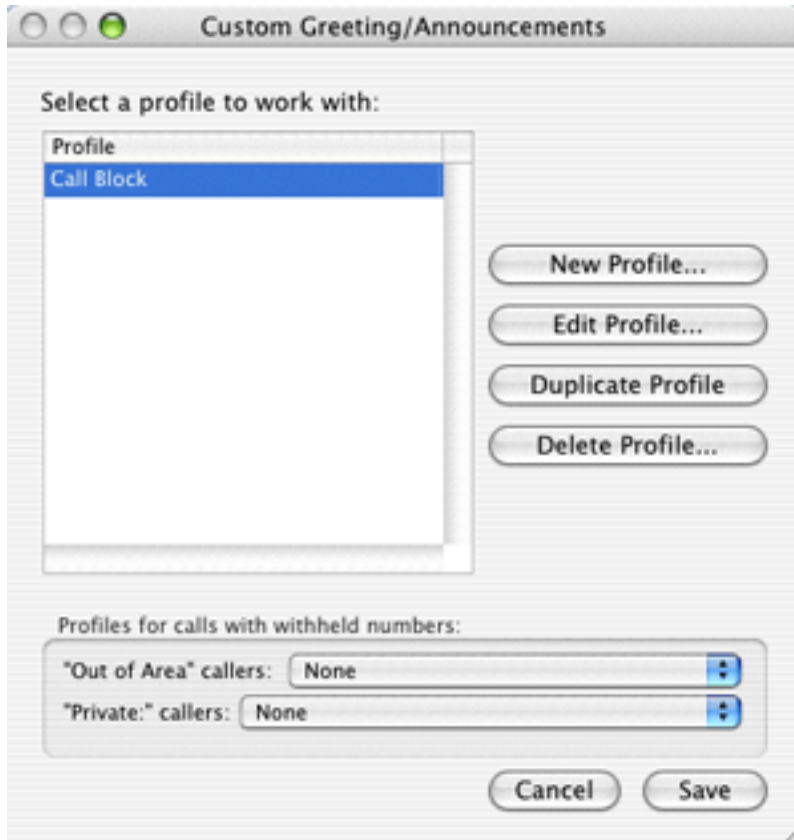 Custom Greeting/Announcements
Select a profile to work with:
Profile
Call Block
New Profile...
Edit Profile...
Duplicate Profile
Delete Profile...
Profiles for calls with withheld numbers:
"Out of Area" callers: None
"Private:" callers: None
Cancel Save